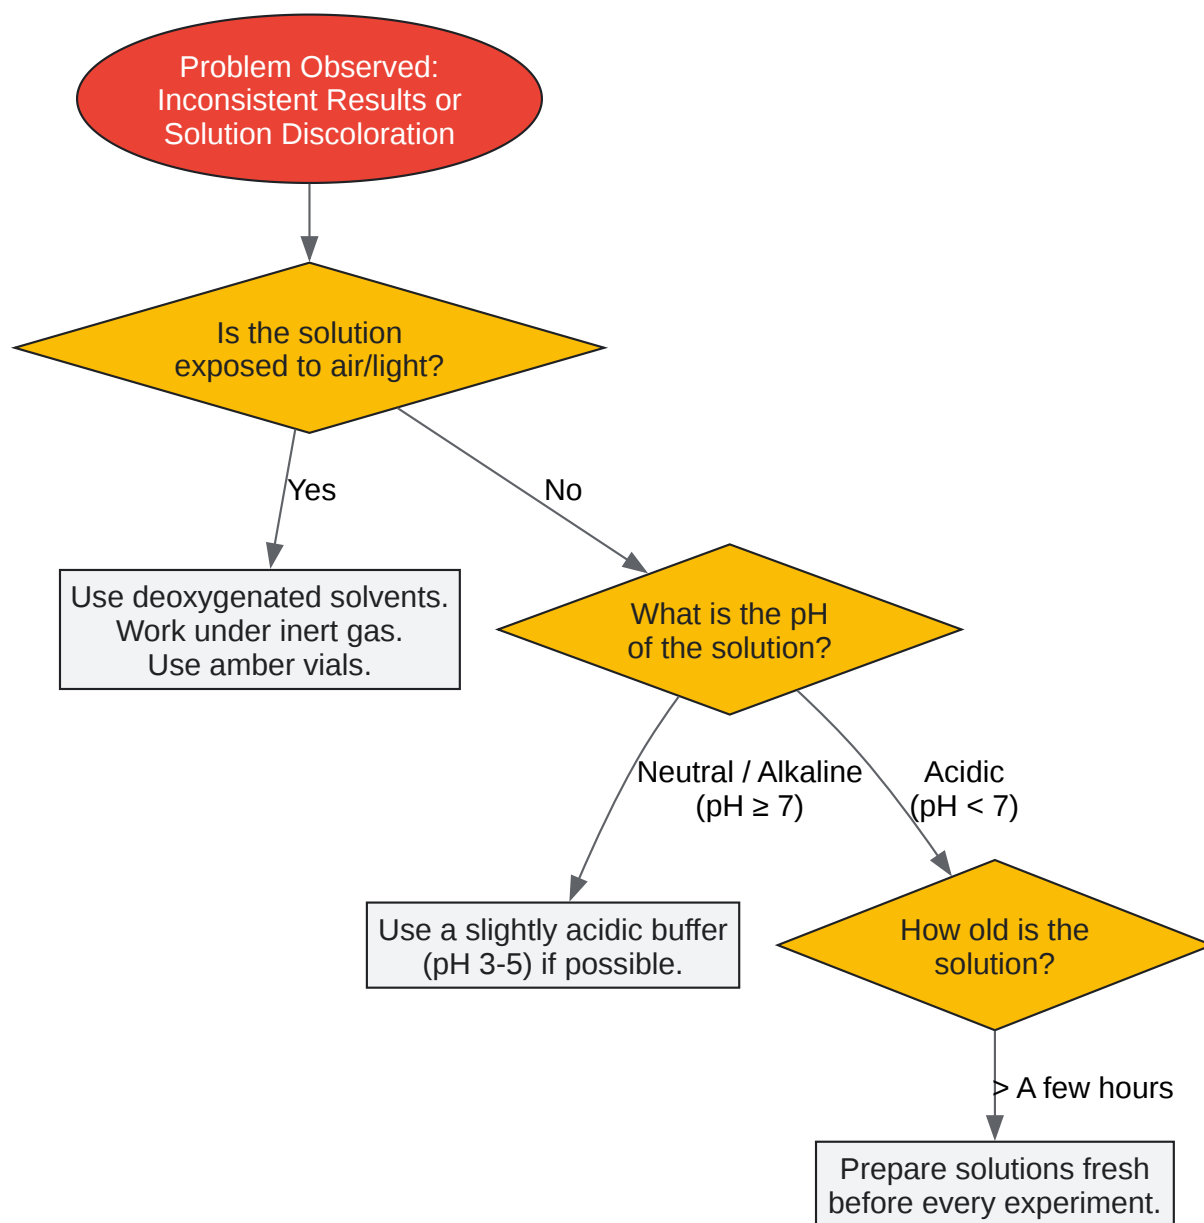 Problem Observed:
Inconsistent Results or
Solution Discoloration
Is the solution
exposed to air/light?
Yes
No
Use deoxygenated solvents.
Work under inert gas.
Use amber vials.
What is the pH
of the solution?
Neutral / Alkaline
(pH ≥ 7)
Acidic
(pH < 7)
Use a slightly acidic buffer
(pH 3-5) if possible.
How old is the
solution?
> A few hours
Prepare solutions fresh
before every experiment.